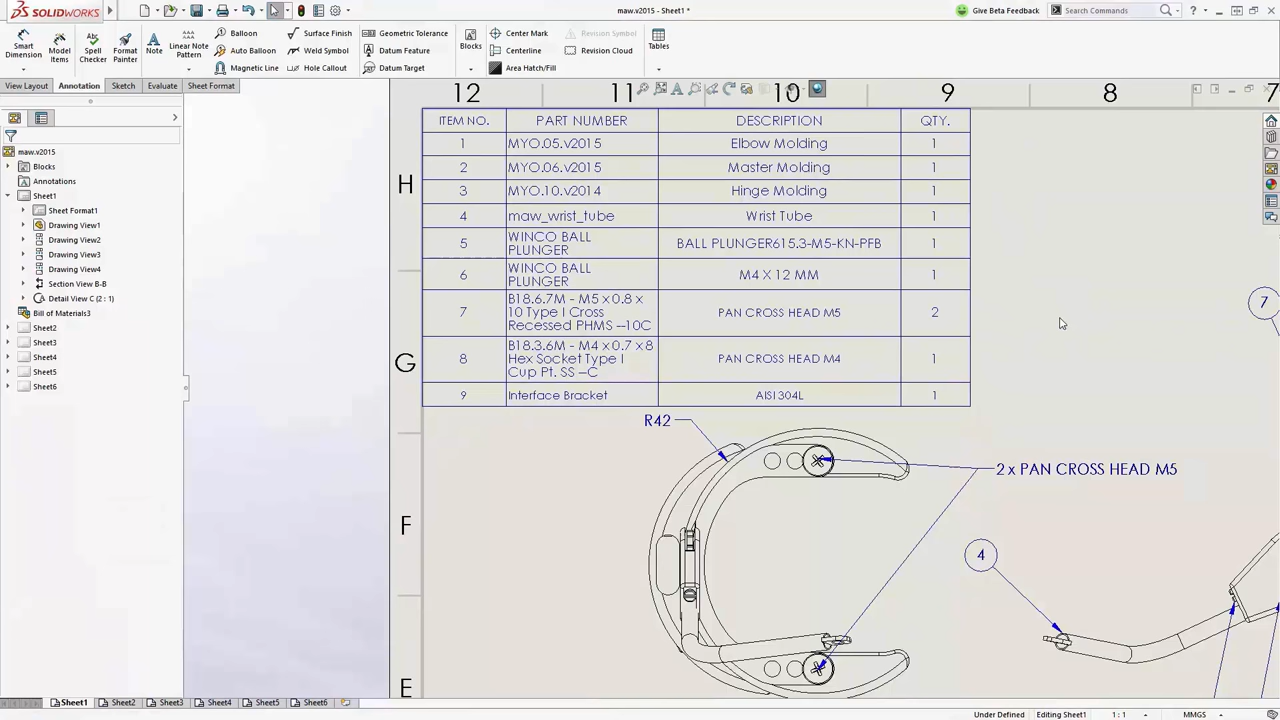 SOLIDWORKS
maw.v2015 - Sheet1 *
Give Beta Feedback
Search Commands
Smart Dimension
Model Items
Spell Checker
Format Painter
Note
Linear Note Pattern
Balloon
Auto Balloon
Magnetic Line
Surface Finish
Weld Symbol
Hole Callout
Geometric Tolerance
Datum Feature
Datum Target
Blocks
Center Mark
Centerline
Area Hatch/Fill
Revision Symbol
Revision Cloud
Tables
View Layout Annotation Sketch Evaluate Sheet Format
maw.v2015
Blocks
Annotations
Sheet1
Sheet Format1
Drawing View1
Drawing View2
Drawing View3
Drawing View4
Section View B-B
Detail View C (2 : 1)
Bill of Materials3
Sheet2
Sheet3
Sheet4
Sheet5
Sheet6
12 11 10 9 8 7
H
G
F
E
ITEM NO. PART NUMBER DESCRIPTION QTY.
1 MYO.05.v2015 Elbow Molding 1
2 MYO.06.v2015 Master Molding 1
3 MYO.10.v2014 Hinge Molding 1
4 maw_wrist_tube Wrist Tube 1
5 WINCO BALL PLUNGER BALL PLUNGER615.3-M5-KN-PFB 1
6 WINCO BALL PLUNGER M4 X 12 MM 1
7 B18.6.7M - M5 x 0.8 x 10 Type I Cross Recessed PHMS --10C PAN CROSS HEAD M5 2
8 B18.3.6M - M4 x 0.7 x 8 Hex Socket Type I Cup Pt. SS --C PAN CROSS HEAD M4 1
9 Interface Bracket AISI 304L 1
7
R42
2 x PAN CROSS HEAD M5
4
Sheet1 Sheet2 Sheet3 Sheet4 Sheet5 Sheet6
Under Defined Editing Sheet1 1 : 1 MMGS